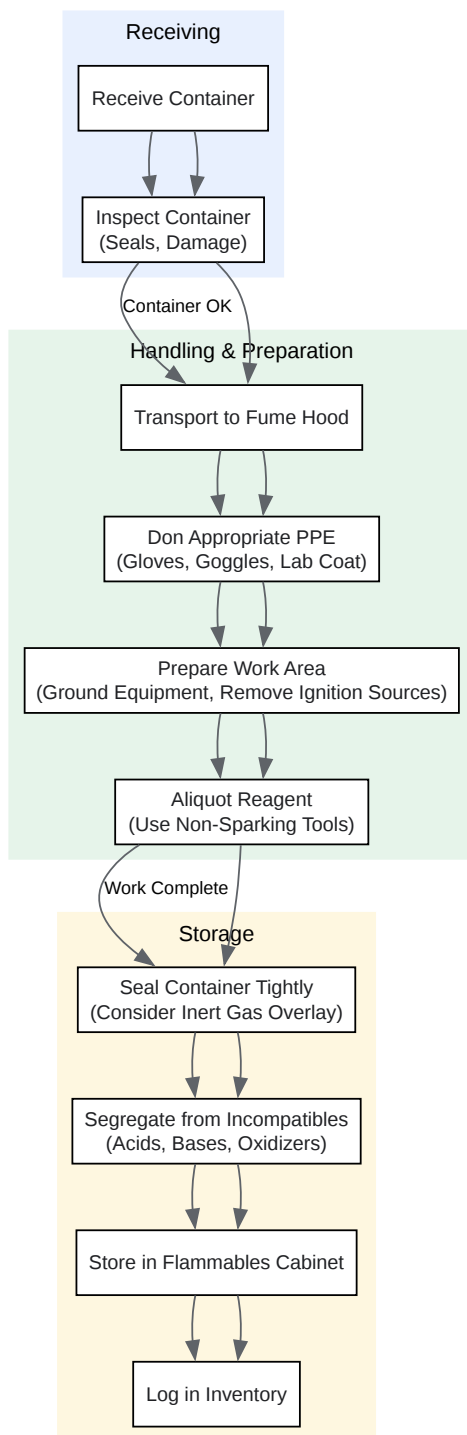 Receiving
Receive Container
Inspect Container
(Seals, Damage)
Container OK
Handling & Preparation
Transport to Fume Hood
Don Appropriate PPE
(Gloves, Goggles, Lab Coat)
Prepare Work Area
(Ground Equipment, Remove Ignition Sources)
Aliquot Reagent
(Use Non-Sparking Tools)
Work Complete
Storage
Seal Container Tightly
(Consider Inert Gas Overlay)
Segregate from Incompatibles
(Acids, Bases, Oxidizers)
Store in Flammables Cabinet
Log in Inventory